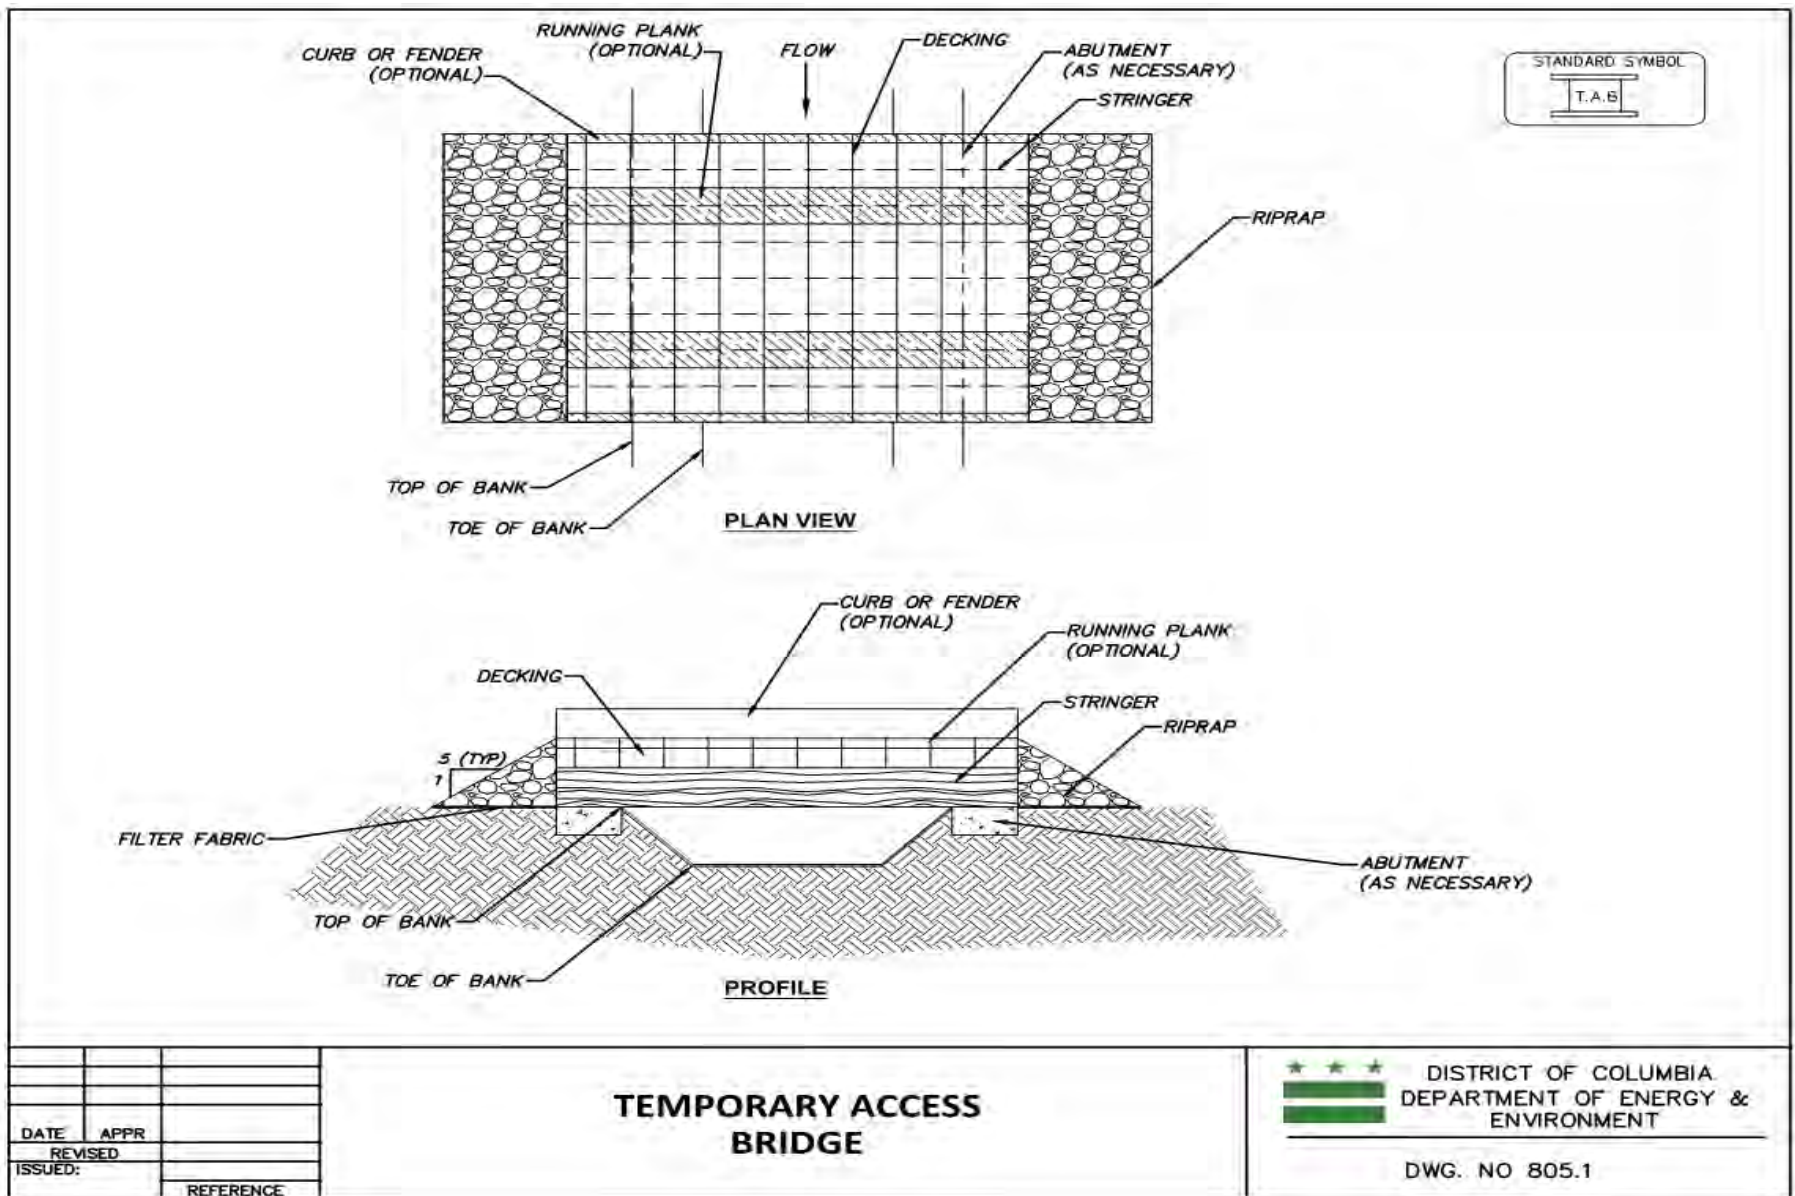 RUNNING PLANK
(OPTIONAL)
CURB OR FENDER
(OPTIONAL)
FLOW
DECKING
ABUTMENT
(AS NECESSARY)
STRINGER
STANDARD SYMBOL
T.A.B
RIPRAP
TOP OF BANK
TOE OF BANK
PLAN VIEW
CURB OR FENDER
(OPTIONAL)
RUNNING PLANK
(OPTIONAL)
DECKING
STRINGER
RIPRAP
5 (TYP)
1
FILTER FABRIC
ABUTMENT
(AS NECESSARY)
TOP OF BANK
TOE OF BANK
PROFILE
DATE APPR
REVISED
ISSUED:
REFERENCE
TEMPORARY ACCESS
BRIDGE
DISTRICT OF COLUMBIA
DEPARTMENT OF ENERGY &
ENVIRONMENT
DWG. NO 805.1